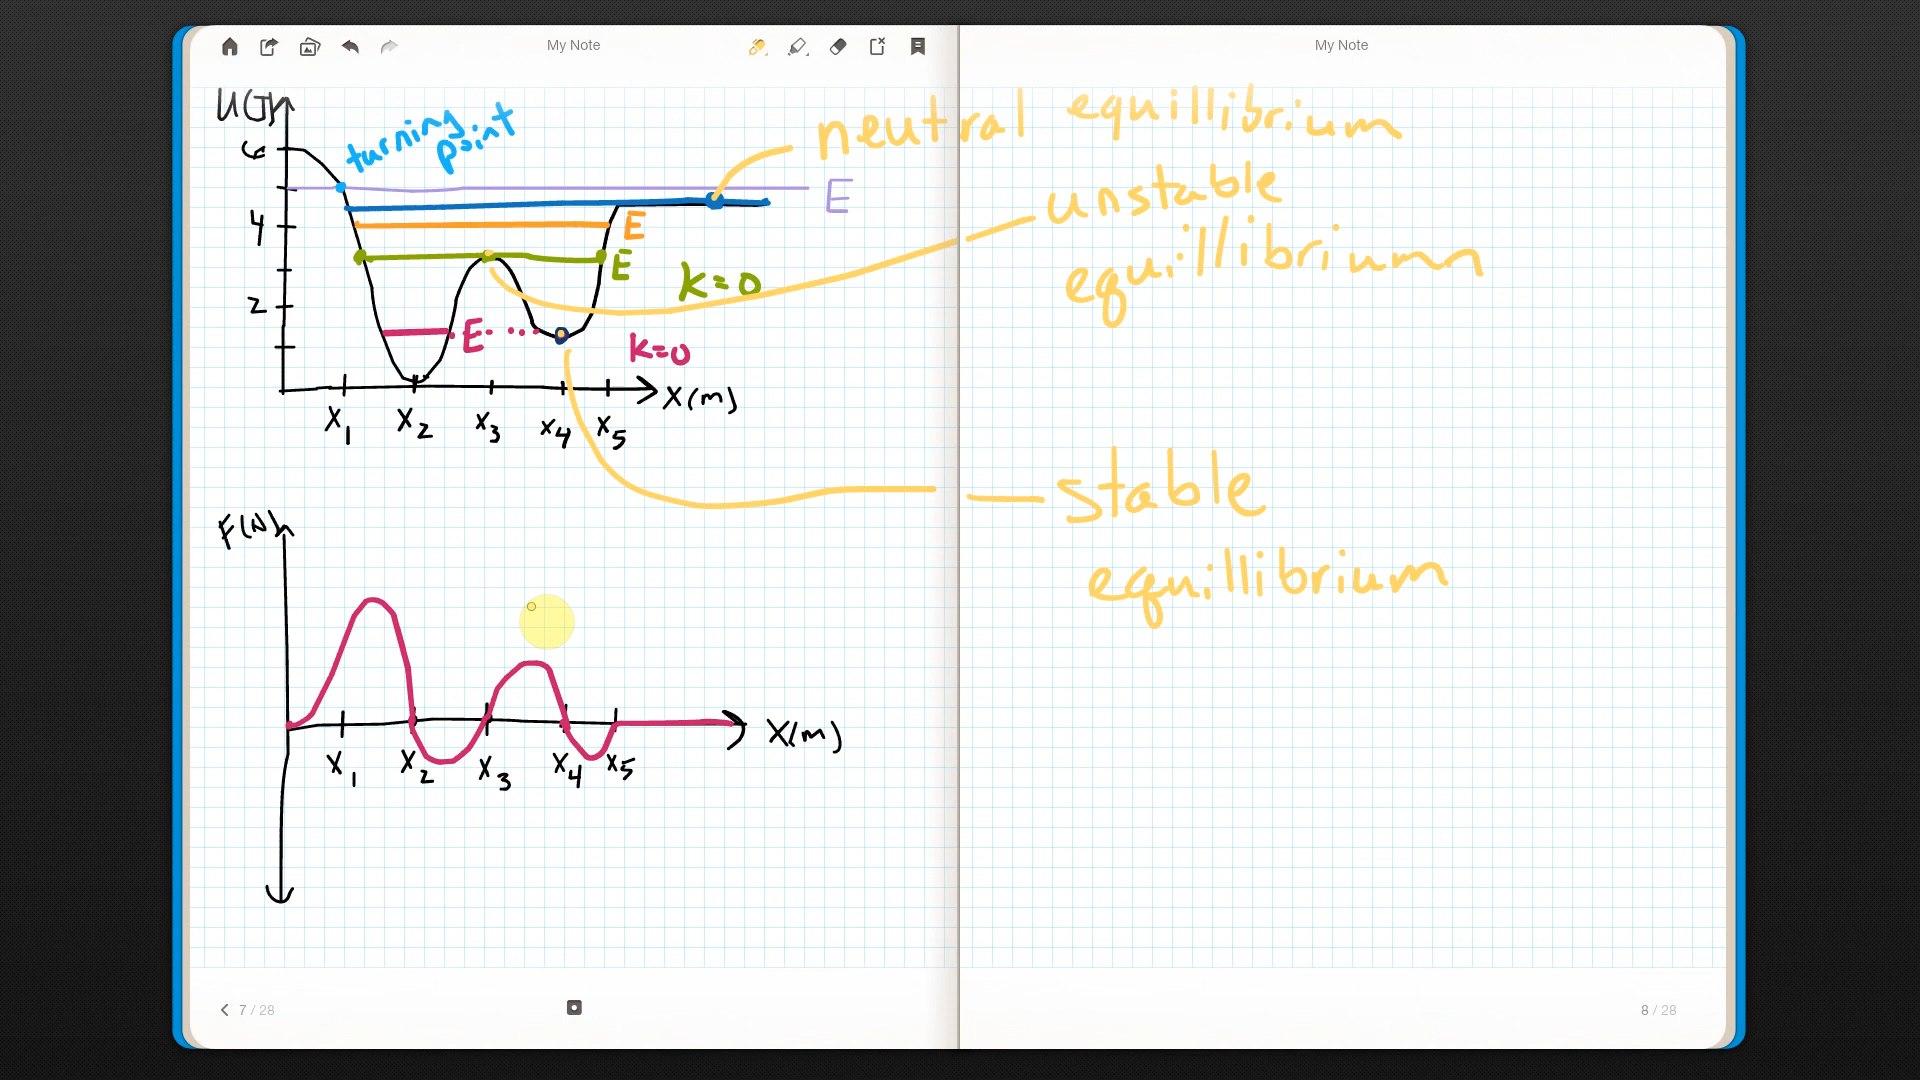 My Note
My Note
U(J)
6
turning
point
neutral equillibrium
E
unstable
equillibrium
4
E
E
k=0
2
E
k=0
X(m)
X1 X2 X3 X4 X5
stable
equillibrium
F(N)
X(m)
X1 X2 X3 X4 X5
7 / 28
8 / 28